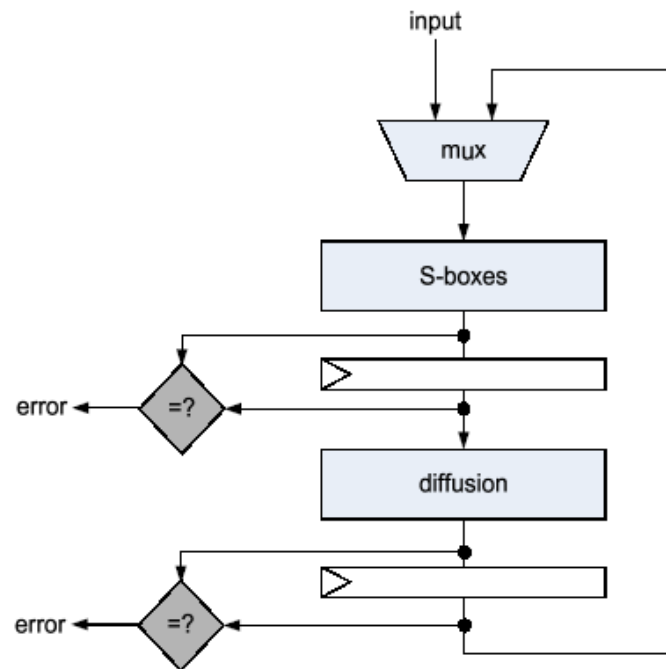 input
mux
S-boxes
error
=?
diffusion
error
=?